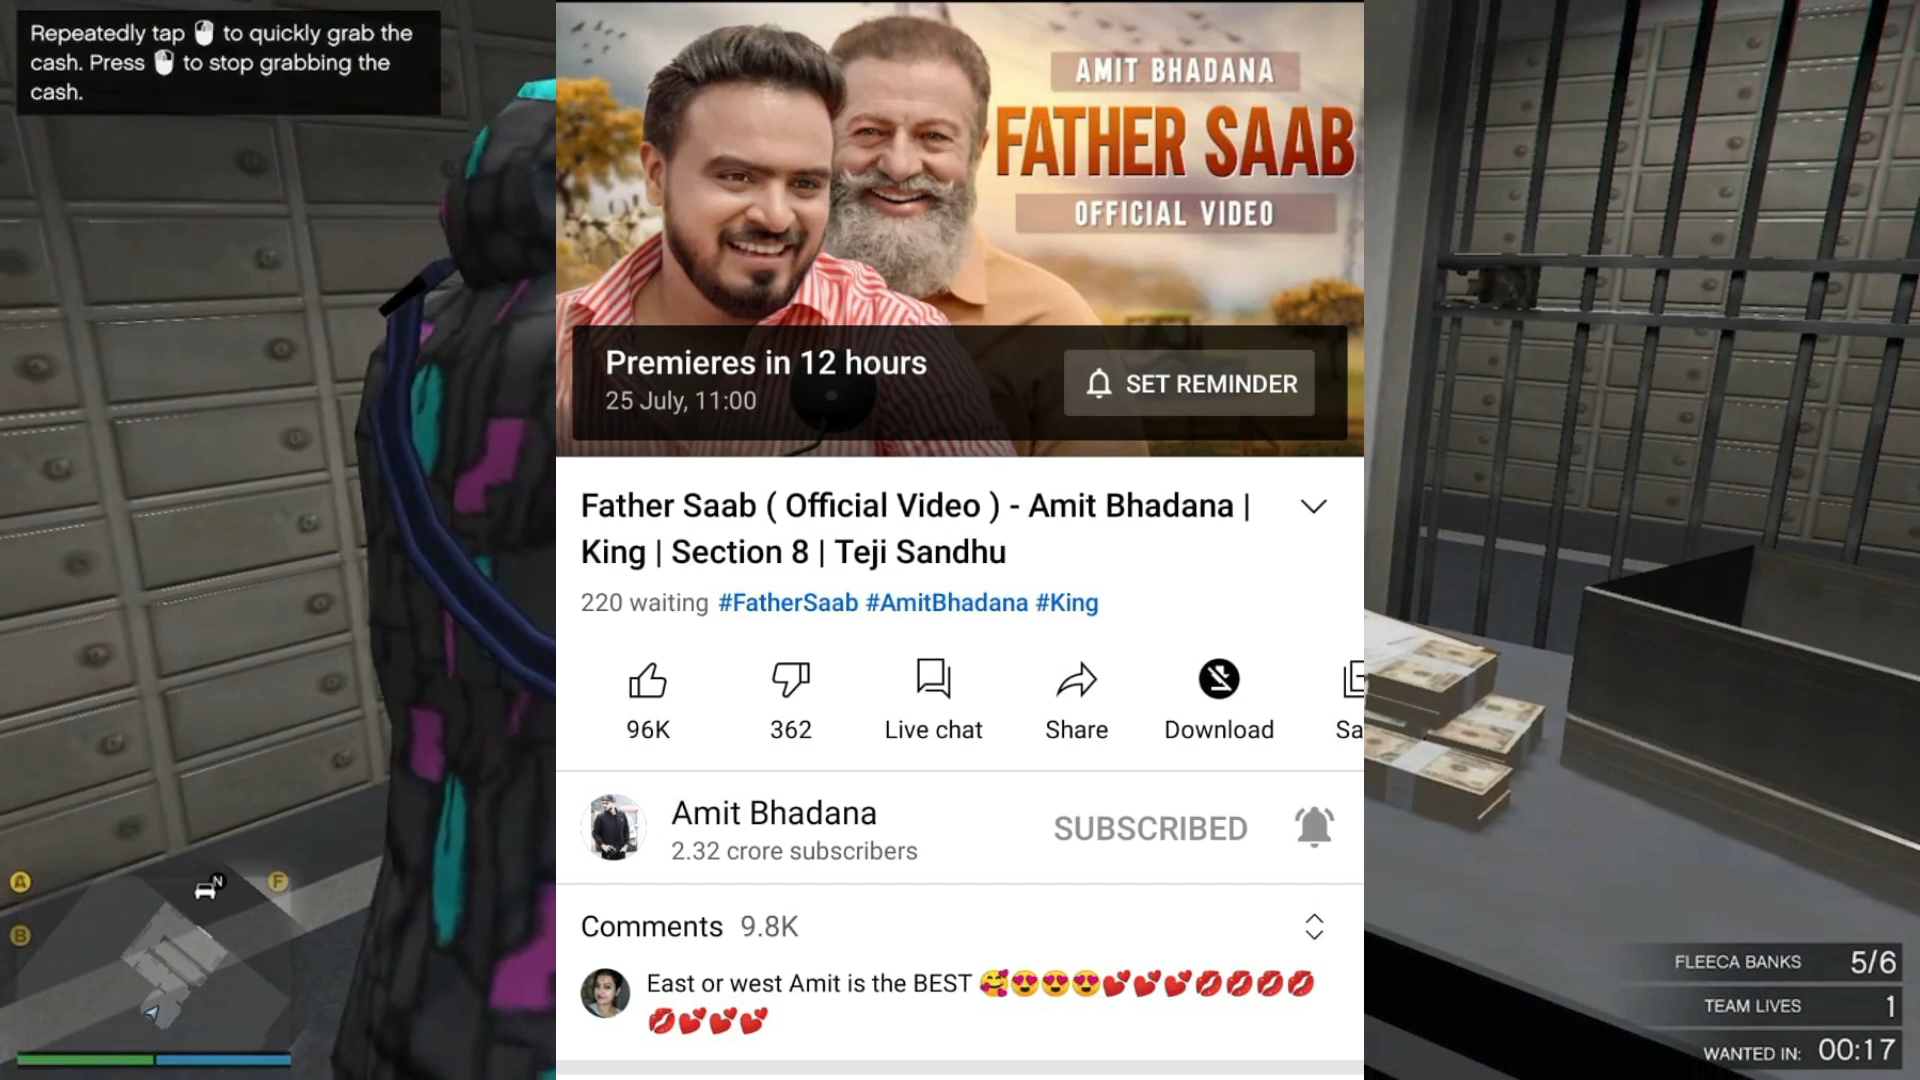 Repeatedly tap to quickly grab the
cash. Press to stop grabbing the
cash.
AMIT BHADANA
FATHER SAAB
OFFICIAL VIDEO
Premieres in 12 hours
25 July, 11:00
SET REMINDER
Father Saab ( Official Video ) - Amit Bhadana |
King | Section 8 | Teji Sandhu
220 waiting #FatherSaab #AmitBhadana #King
96K
362
Live chat
Share
Download
Sa
Amit Bhadana
2.32 crore subscribers
SUBSCRIBED
Comments 9.8K
East or west Amit is the BEST 🥰😍😍😍💕💕💕💋💋💋💋
💋💕💕💕
A
N
F
B
FLEECA BANKS 5/6
TEAM LIVES 1
WANTED IN: 00:17